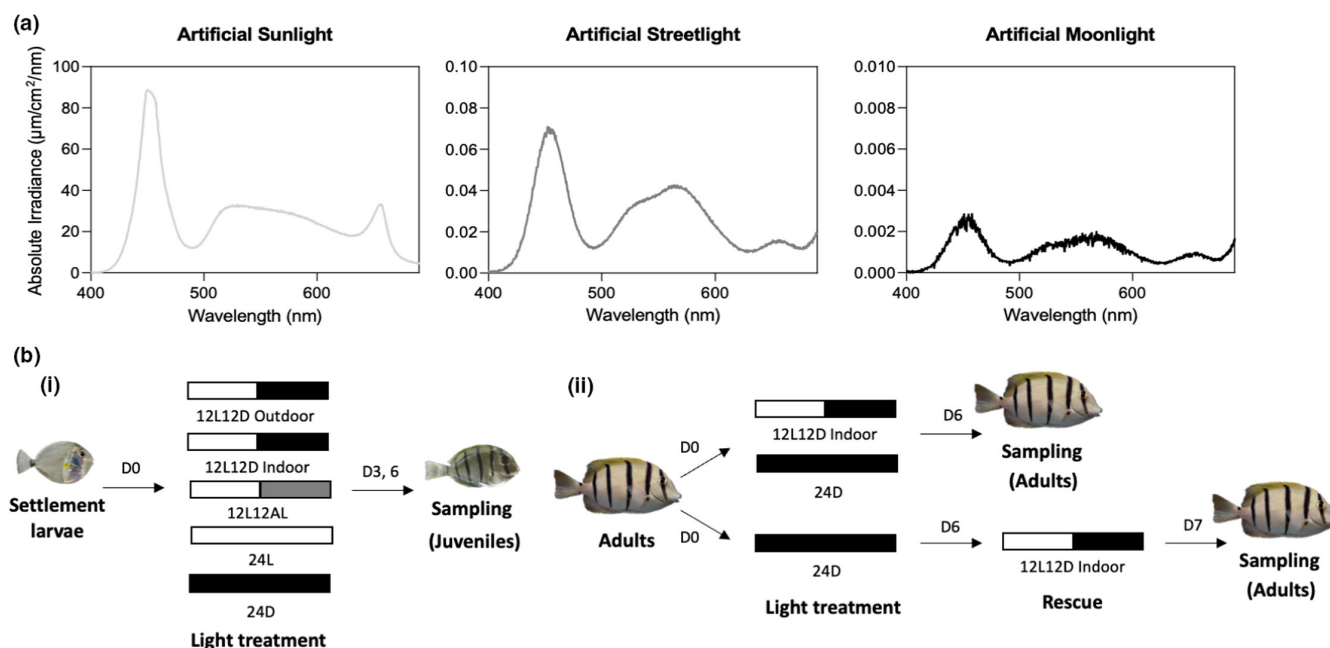 (a)
Artificial Sunlight
Artificial Streetlight
Artificial Moonlight
Absolute Irradiance (µm/cm²/nm)
100
80
60
40
20
0
400
500
600
Wavelength (nm)
0.10
0.08
0.06
0.04
0.02
0.00
400
500
600
Wavelength (nm)
0.010
0.008
0.006
0.004
0.002
0.000
400
500
600
Wavelength (nm)
(b)
(i)
Settlement
larvae
D0
12L12D Outdoor
12L12D Indoor
12L12AL
24L
24D
Light treatment
D3, 6
Sampling
(Juveniles)
(ii)
Adults
D0
D0
12L12D Indoor
24D
D6
Sampling
(Adults)
24D
Light treatment
D6
12L12D Indoor
Rescue
D7
Sampling
(Adults)